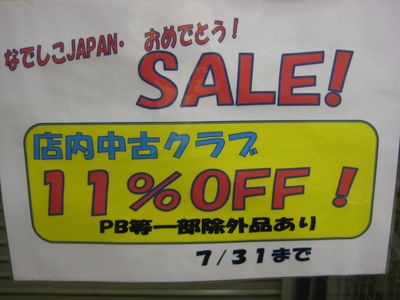 なでしこJAPAN・ おめでとう！
SALE!
店内中古クラブ
11％OFF！
PB等一部除外品あり
7/31まで